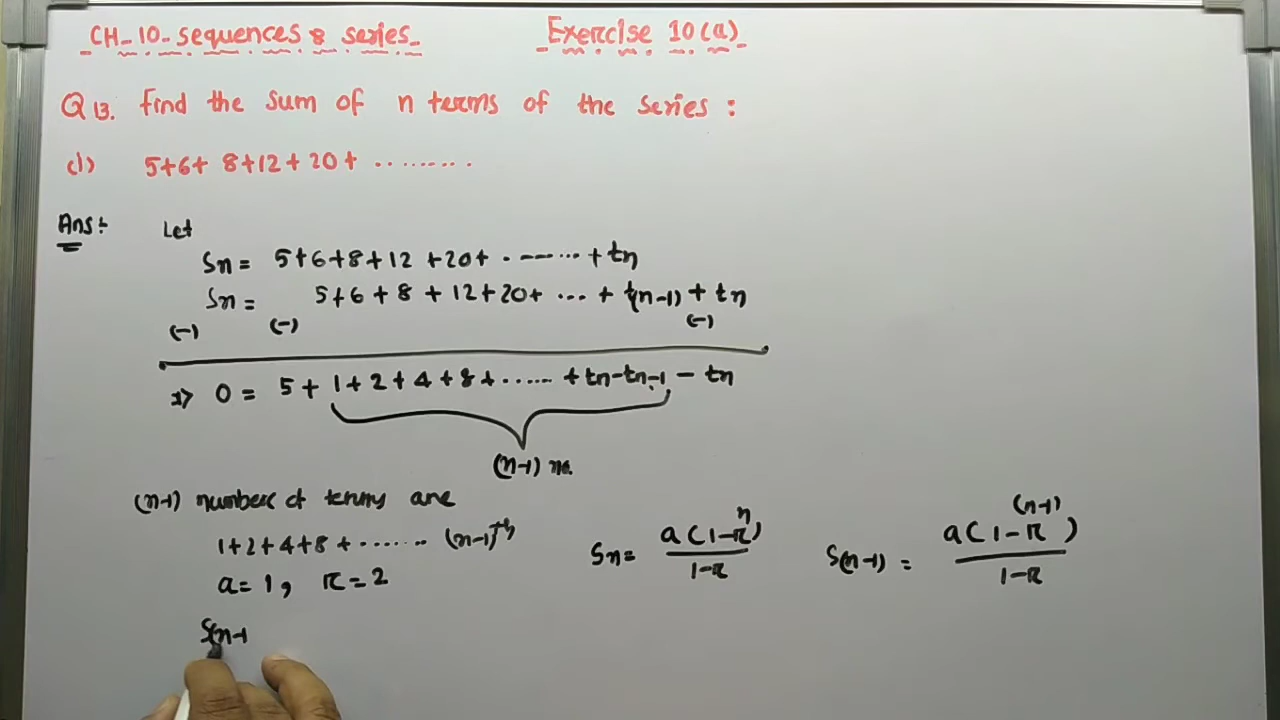 CH-10-sequences & series Exercise 10(a)
Q 13. Find the sum of n terms of the series :
(i) 5+6+ 8+12+20+ .........
Ans: Let
Sn = 5+6+8+12 +20+ ....... + tn
Sn = 5+6+8+12+20+ ... + t(n-1) + tn
(-) (-) (-)
=> 0 = 5+1+2+4+8+...... +tn-tn-1 - tn
(n-1) no.
(n-1) number of terms are
1+2+4+8+....... (n-1)th
a=1, r=2
Sn = a(1-r^n)/1-r S(n-1) = a(1-r^(n-1))/1-r
S(n-1